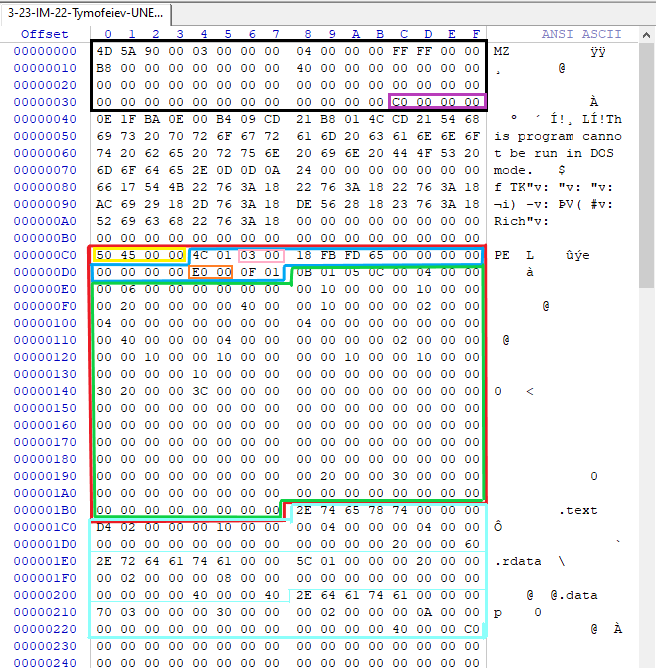 3-23-IM-22-Tymofeiev-UNE...
Offset 0 1 2 3 4 5 6 7 8 9 A B C D E F ANSI ASCII
00000000 4D 5A 90 00 03 00 00 00 04 00 00 00 FF FF 00 00 MZ ÿÿ
00000010 B8 00 00 00 00 00 00 00 40 00 00 00 00 00 00 00 ¸ @
00000020 00 00 00 00 00 00 00 00 00 00 00 00 00 00 00 00
00000030 00 00 00 00 00 00 00 00 00 00 00 00 C0 00 00 00 À
00000040 0E 1F BA 0E 00 B4 09 CD 21 B8 01 4C CD 21 54 68 º ´ Í!¸ LÍ!Th
00000050 69 73 20 70 72 6F 67 72 61 6D 20 63 61 6E 6E 6F is program canno
00000060 74 20 62 65 20 72 75 6E 20 69 6E 20 44 4F 53 20 t be run in DOS
00000070 6D 6F 64 65 2E 0D 0D 0A 24 00 00 00 00 00 00 00 mode. $
00000080 66 17 54 4B 22 76 3A 18 22 76 3A 18 22 76 3A 18 f TK"v: "v: "v:
00000090 AC 69 29 18 2D 76 3A 18 DE 56 28 18 23 76 3A 18 ¬i) -v: ÞV( #v:
000000A0 52 69 63 68 22 76 3A 18 00 00 00 00 00 00 00 00 Rich"v:
000000B0 00 00 00 00 00 00 00 00 00 00 00 00 00 00 00 00
000000C0 50 45 00 00 4C 01 03 00 18 FB FD 65 00 00 00 00 PE L ûýe
000000D0 00 00 00 00 E0 00 0F 01 0B 01 05 0C 00 04 00 00 à
000000E0 00 06 00 00 00 00 00 00 00 10 00 00 00 10 00 00
000000F0 00 20 00 00 00 00 40 00 00 10 00 00 00 02 00 00 @
00000100 04 00 00 00 00 00 00 00 04 00 00 00 00 00 00 00
00000110 00 40 00 00 00 04 00 00 00 00 00 00 02 00 00 00 @
00000120 00 00 10 00 00 10 00 00 00 00 10 00 00 10 00 00
00000130 00 00 00 00 10 00 00 00 00 00 00 00 00 00 00 00
00000140 30 20 00 00 3C 00 00 00 00 00 00 00 00 00 00 00 0 <
00000150 00 00 00 00 00 00 00 00 00 00 00 00 00 00 00 00
00000160 00 00 00 00 00 00 00 00 00 00 00 00 00 00 00 00
00000170 00 00 00 00 00 00 00 00 00 00 00 00 00 00 00 00
00000180 00 00 00 00 00 00 00 00 00 00 00 00 00 00 00 00
00000190 00 00 00 00 00 00 00 00 00 20 00 00 30 00 00 00 0
000001A0 00 00 00 00 00 00 00 00 00 00 00 00 00 00 00 00
000001B0 00 00 00 00 00 00 00 00 2E 74 65 78 74 00 00 00 .text
000001C0 D4 02 00 00 00 10 00 00 00 04 00 00 00 04 00 00 Ô
000001D0 00 00 00 00 00 00 00 00 00 00 00 00 20 00 00 60 `
000001E0 2E 72 64 61 74 61 00 00 5C 01 00 00 00 20 00 00 .rdata \
000001F0 00 02 00 00 00 08 00 00 00 00 00 00 00 00 00 00
00000200 00 00 00 00 40 00 00 40 2E 64 61 74 61 00 00 00 @ @.data
00000210 70 03 00 00 00 30 00 00 00 02 00 00 00 0A 00 00 p 0
00000220 00 00 00 00 00 00 00 00 00 00 00 00 40 00 00 C0 @ À
00000230 00 00 00 00 00 00 00 00 00 00 00 00 00 00 00 00
00000240 00 00 00 00 00 00 00 00 00 00 00 00 00 00 00 00